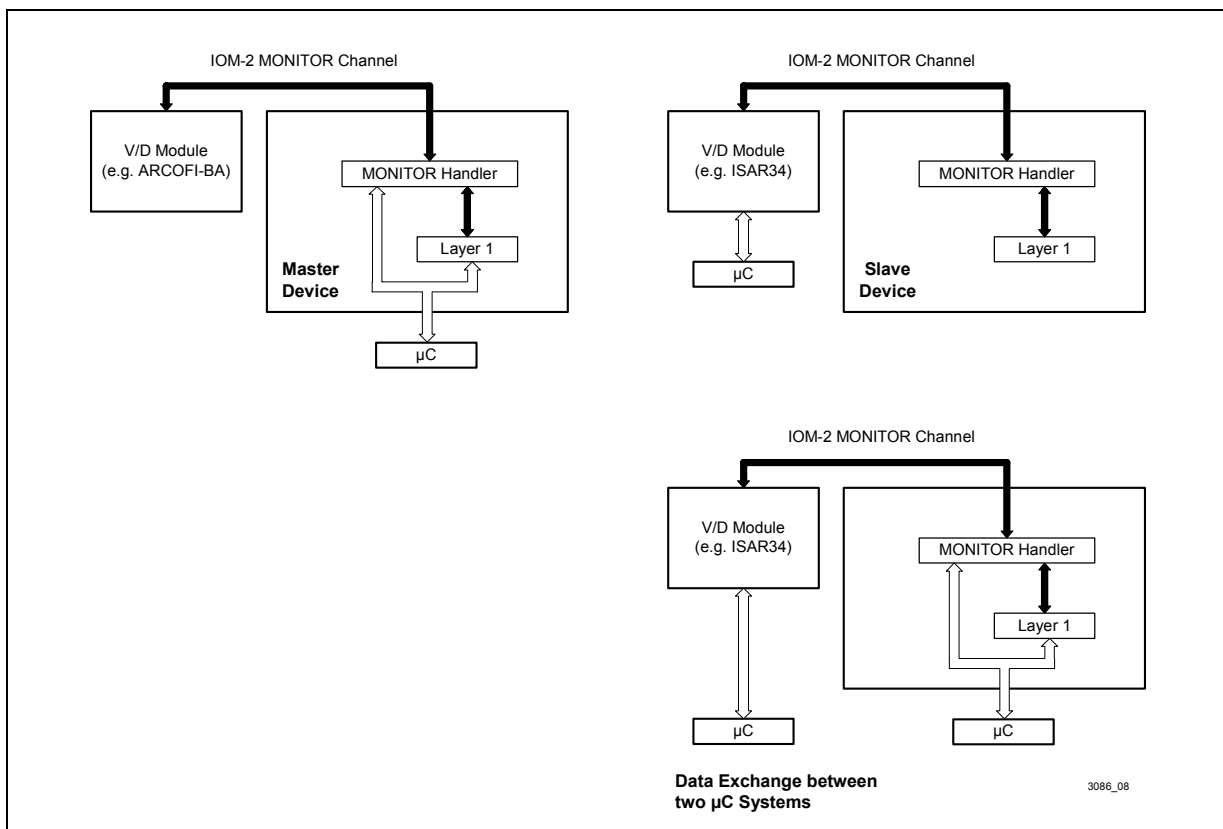 IOM-2 MONITOR Channel
V/D Module
(e.g. ARCOFI-BA)
MONITOR Handler
Layer 1
Master
Device
µC
IOM-2 MONITOR Channel
V/D Module
(e.g. ISAR34)
µC
MONITOR Handler
Layer 1
Slave
Device
IOM-2 MONITOR Channel
V/D Module
(e.g. ISAR34)
MONITOR Handler
Layer 1
µC
µC
Data Exchange between
two µC Systems
3086_08